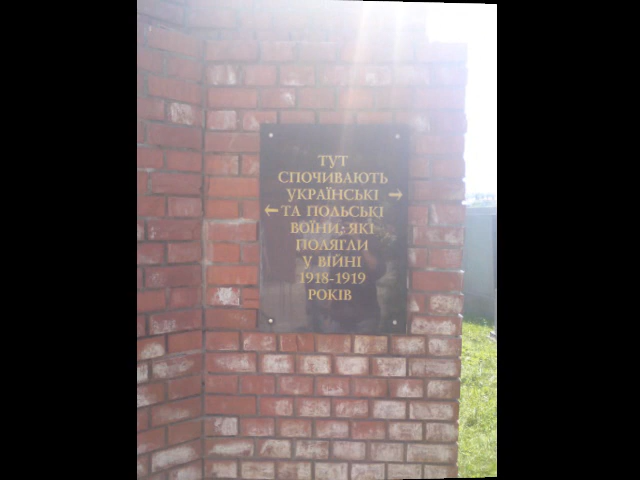 ТУТ
СПОЧИВАЮТЬ
УКРАЇНСЬКІ →
← ТА ПОЛЬСЬКІ
ВОЇНИ, ЯКІ
ПОЛЯГЛИ
У ВІЙНІ
1918-1919
РОКІВ